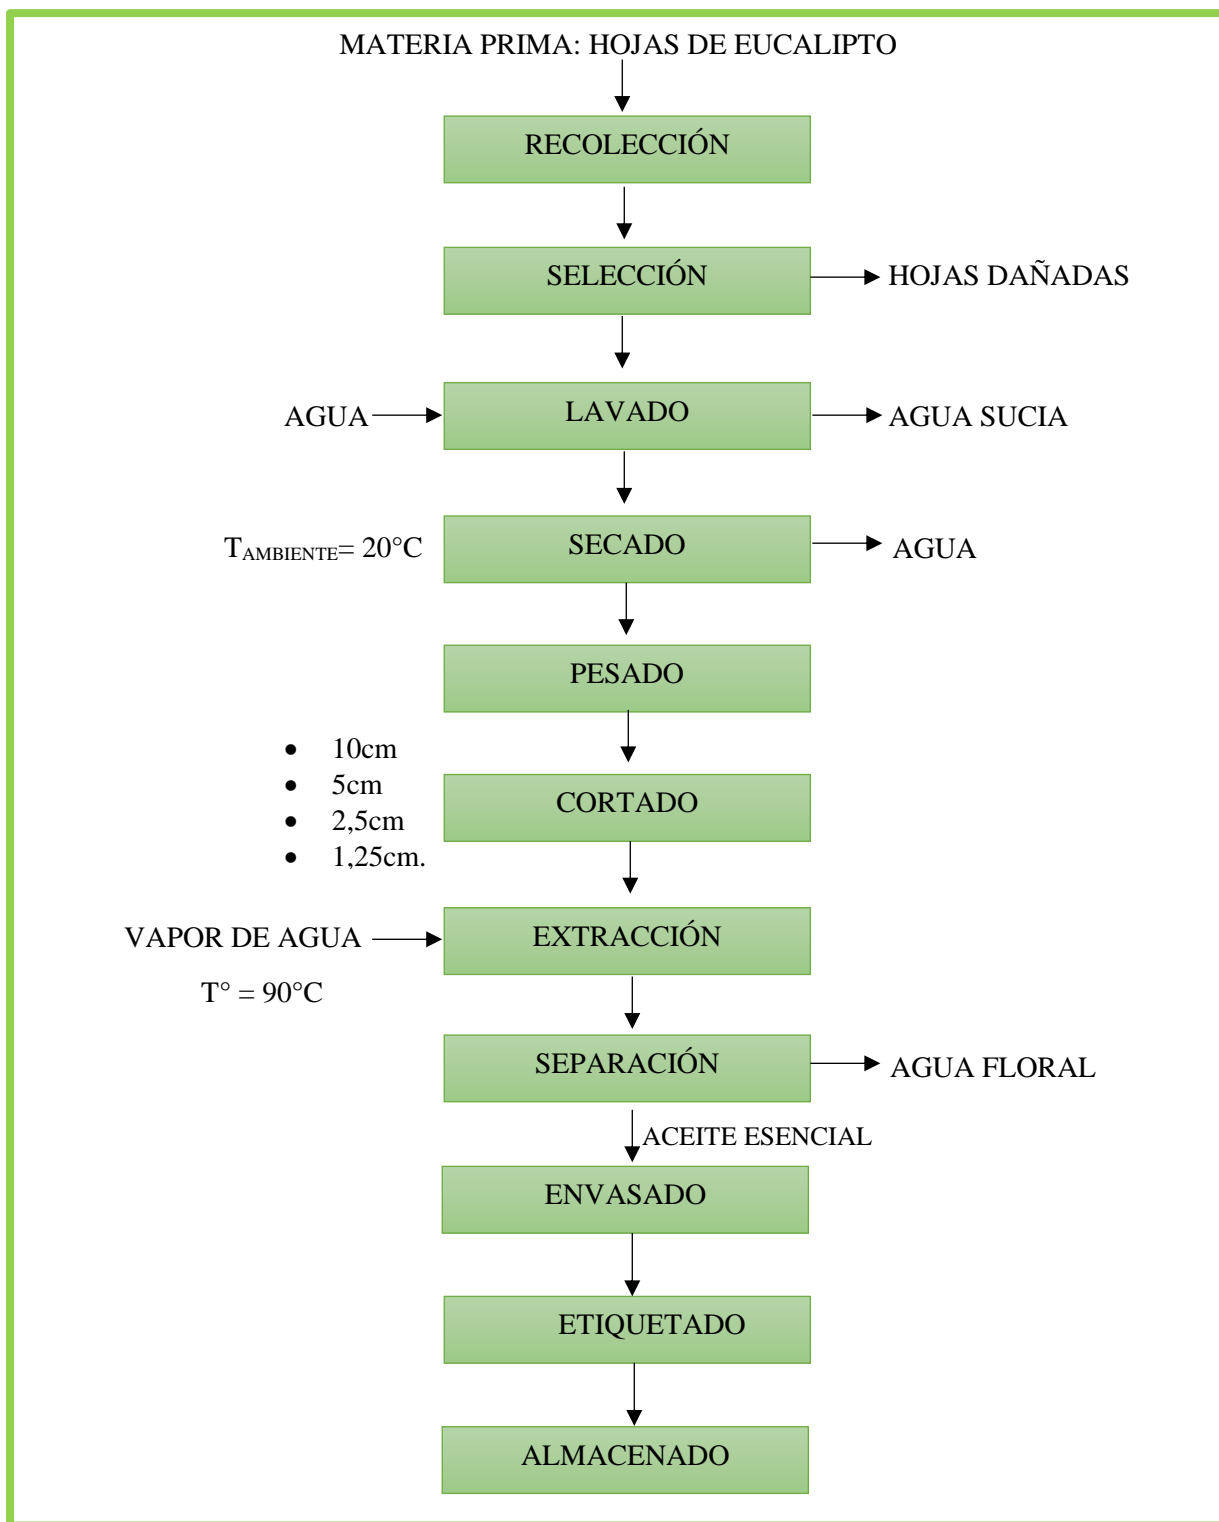 MATERIA PRIMA: HOJAS DE EUCALIPTO
RECOLECCIÓN
SELECCIÓN
HOJAS DAÑADAS
AGUA
LAVADO
AGUA SUCIA
TAMBIENTE= 20°C
SECADO
AGUA
PESADO
• 10cm
• 5cm
• 2,5cm
• 1,25cm.
CORTADO
VAPOR DE AGUA
T° = 90°C
EXTRACCIÓN
SEPARACIÓN
AGUA FLORAL
ACEITE ESENCIAL
ENVASADO
ETIQUETADO
ALMACENADO